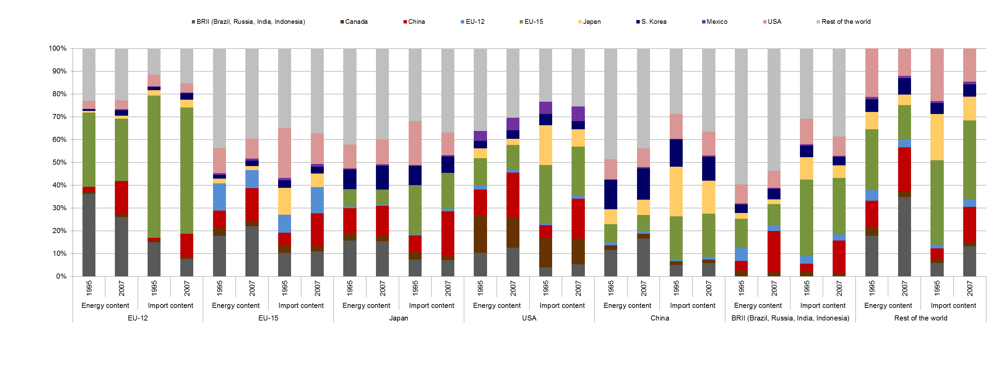 BRII (Brazil, Russia, India, Indonesia) Canada China EU-12 EU-15 Japan S. Korea Mexico USA Rest of the world
100%
90%
80%
70%
60%
50%
40%
30%
20%
10%
0%
1995 2007 1995 2007 1995 2007 1995 2007 1995 2007 1995 2007 1995 2007 1995 2007 1995 2007 1995 2007 1995 2007 1995 2007 1995 2007 1995 2007
Energy content Import content Energy content Import content Energy content Import content Energy content Import content Energy content Import content Energy content Import content Energy content Import content
EU-12 EU-15 Japan USA China BRII (Brazil, Russia, India, Indonesia) Rest of the world